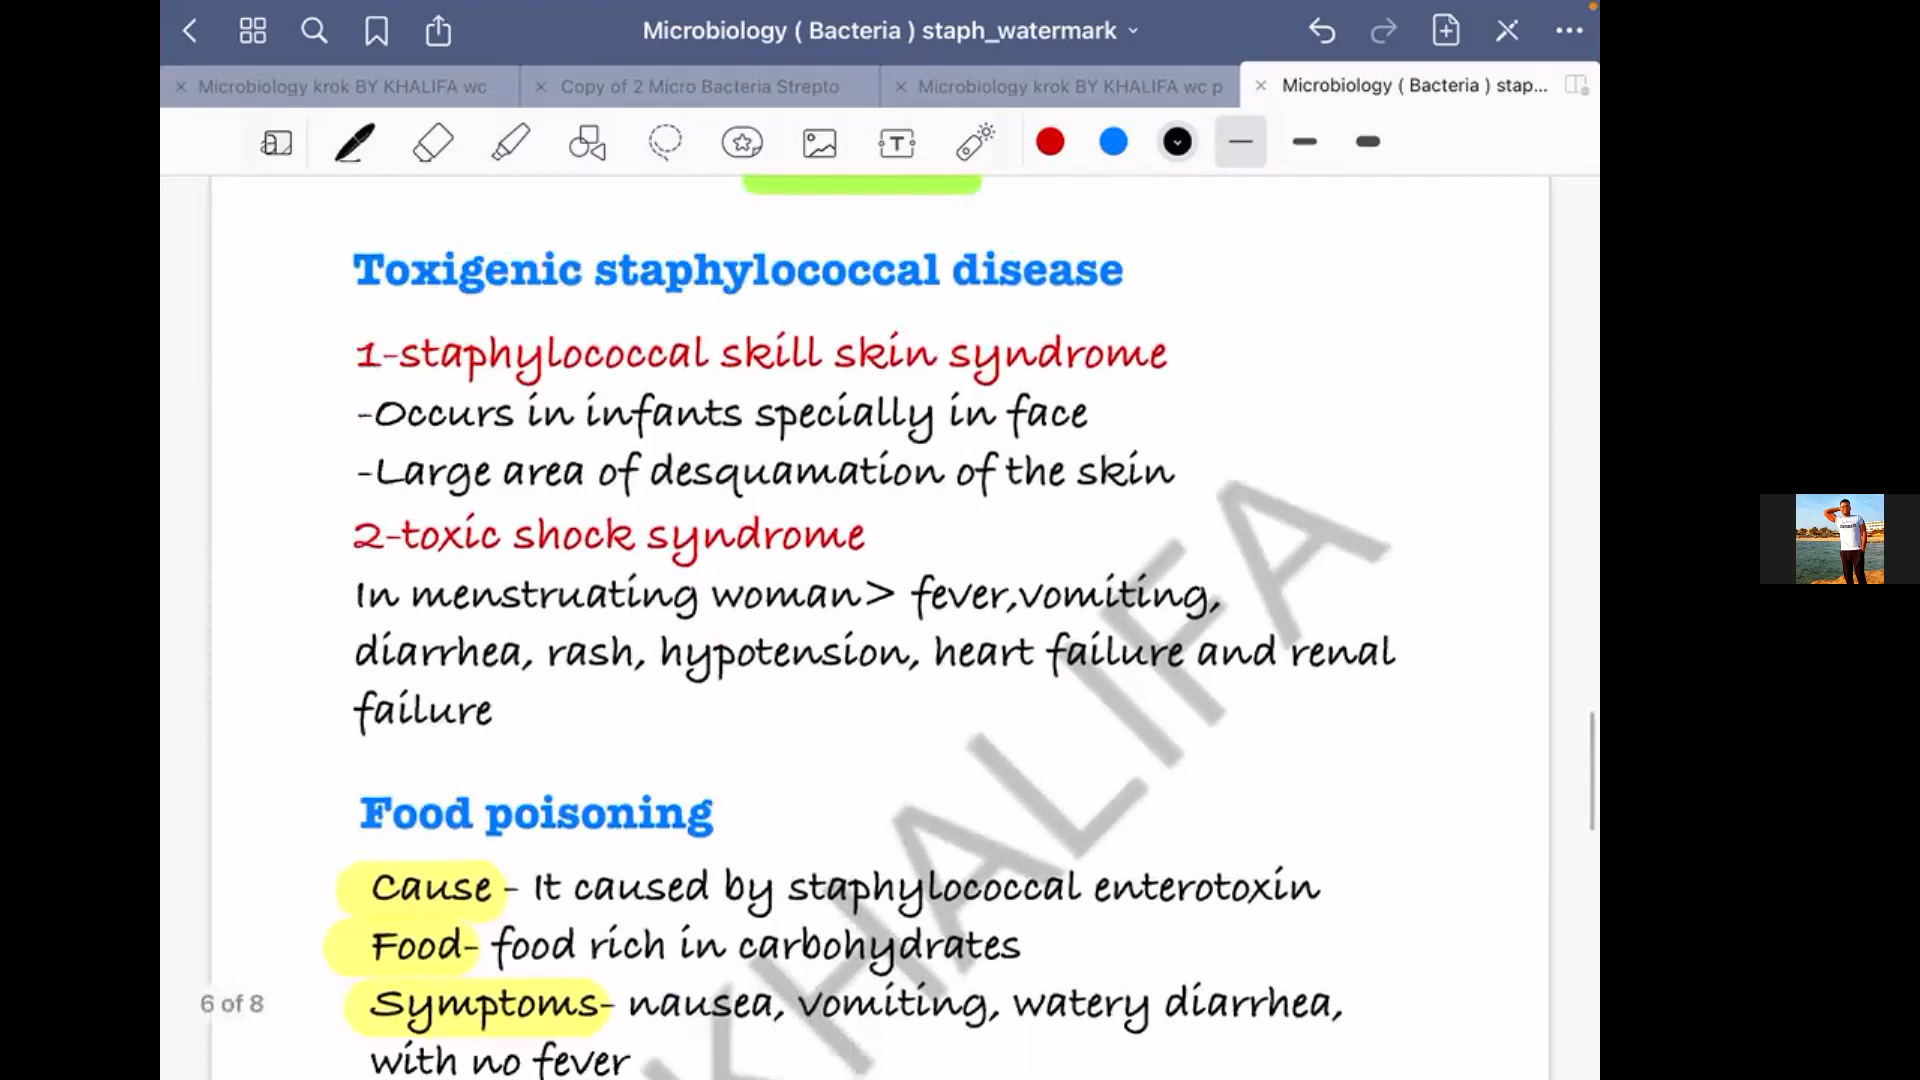 Microbiology ( Bacteria ) staph_watermark
Microbiology krok BY KHALIFA wc
Copy of 2 Micro Bacteria Strepto
Microbiology krok BY KHALIFA wc p
Microbiology ( Bacteria ) stap...
Toxigenic staphylococcal disease
1-staphylococcal skill skin syndrome
-Occurs in infants specially in face
-Large area of desquamation of the skin
2-toxic shock syndrome
In menstruating woman> fever,vomiting,
diarrhea, rash, hypotension, heart failure and renal
failure
Food poisoning
Cause - It caused by staphylococcal enterotoxin
Food- food rich in carbohydrates
Symptoms- nausea, vomiting, watery diarrhea,
with no fever
6 of 8
KHALIFA